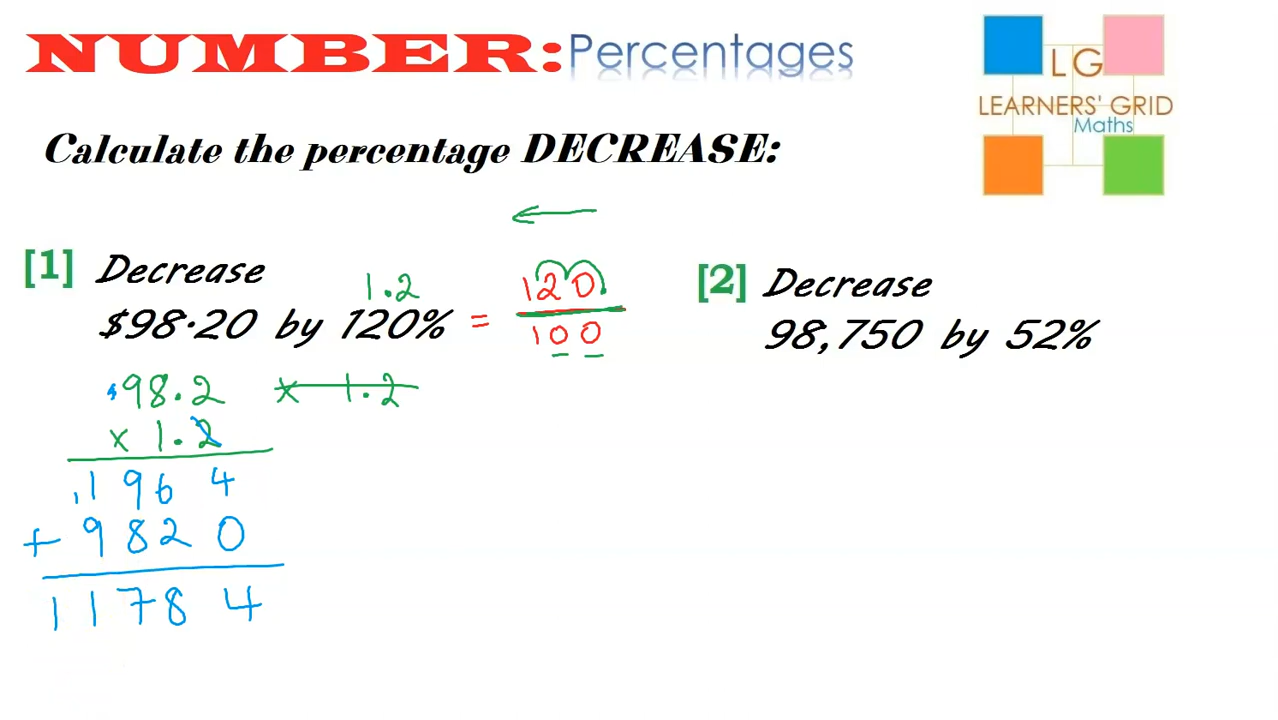 NUMBER: Percentages
LG
LEARNERS' GRID
Maths
Calculate the percentage DECREASE:
[1] Decrease
$98·20 by 120% = 120. / 100
1.2
$98.2 × 1.2
× 1.2
1964
+ 9820
11784
[2] Decrease
98,750 by 52%